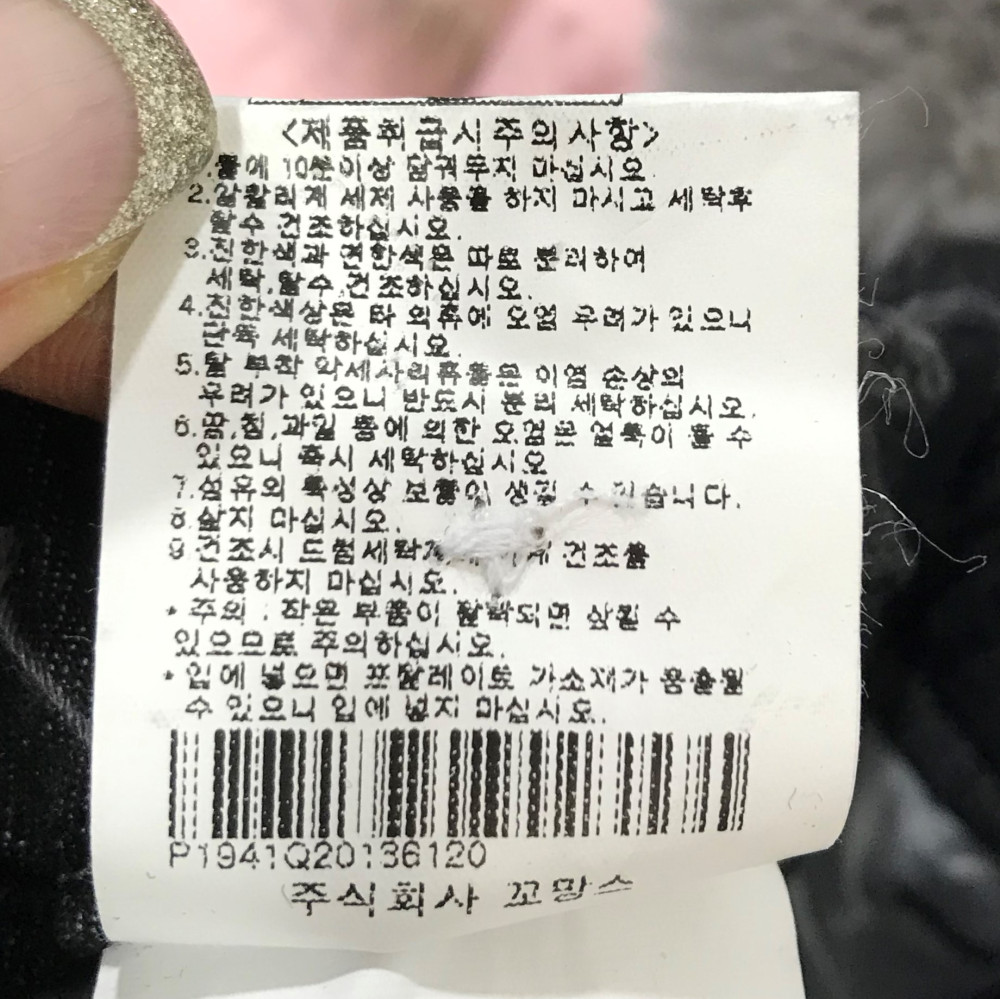 <제품취급시주의사항>
1.물에 10분이상 담궈두지 마십시오.
2.알칼리계 세제 사용을 하지 마시고 세탁후
탈수 건조하십시오.
3.진한색과 연한색은 따로 분리하여
세탁,탈수 건조하십시오.
4.진한색상은 타 의류에 오염 우려가 있으니
단독 세탁하십시오.
5.탈 부착 악세사리류들은 이염 손상의
우려가 있으니 반드시 분리 세탁하십시오.
6.땀,침,과일 등에 의한 오염은 얼룩이 질 수
있으니 즉시 세탁하십시오
7.섬유의 특성상 보풀이 생길 수 있습니다.
8.삶지 마십시오.
9.건조시 드럼세탁 건조를
사용하지 마십시오.
* 주의 : 작은 부품이 탈락되면 삼킬 수
있으므로 주의하십시오.
* 입에 넣으면 프탈레이트 가소제가 용출될
수 있으니 입에 넣지 마십시오.
P1941Q20136120
주식회사 꼬망스